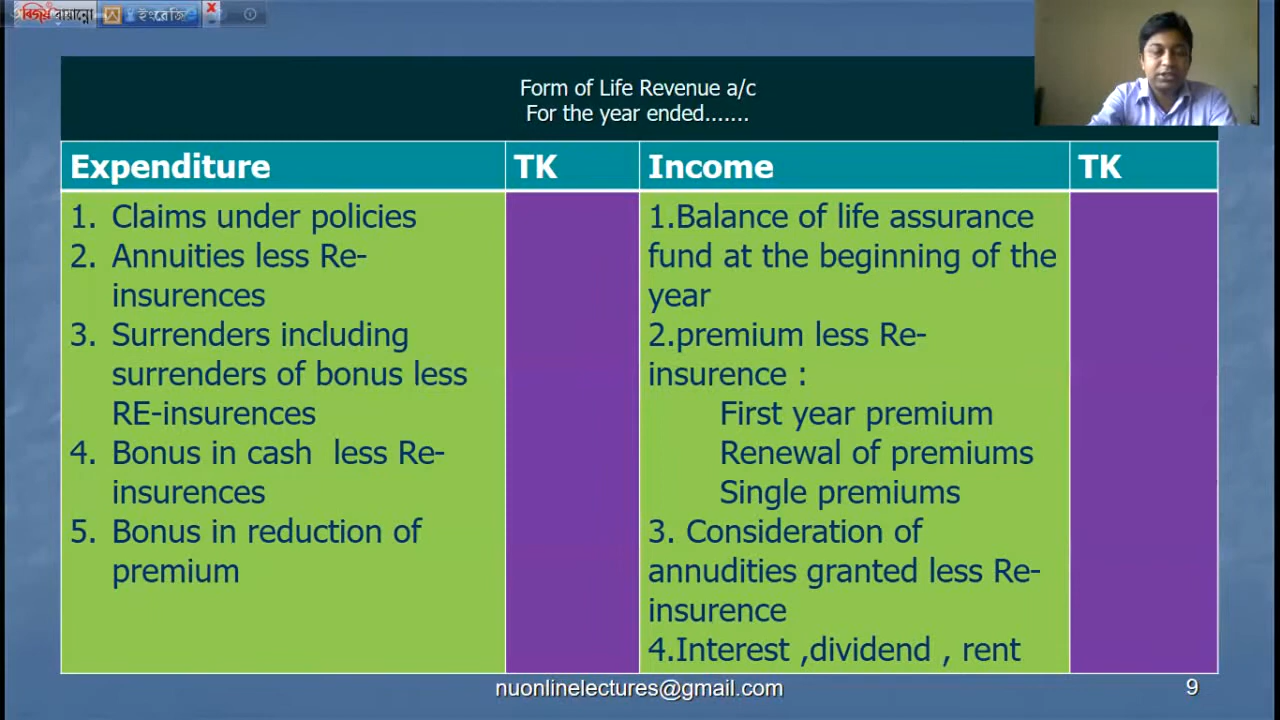 বিজয় বায়ান্নো ইংরেজি
Form of Life Revenue a/c
For the year ended.......
Expenditure
TK
Income
TK
1. Claims under policies
2. Annuities less Re-
insurences
3. Surrenders including
surrenders of bonus less
RE-insurences
4. Bonus in cash less Re-
insurences
5. Bonus in reduction of
premium
1.Balance of life assurance
fund at the beginning of the
year
2.premium less Re-
insurence :
First year premium
Renewal of premiums
Single premiums
3. Consideration of
annudities granted less Re-
insurence
4.Interest ,dividend , rent
nuonlinelectures@gmail.com
9